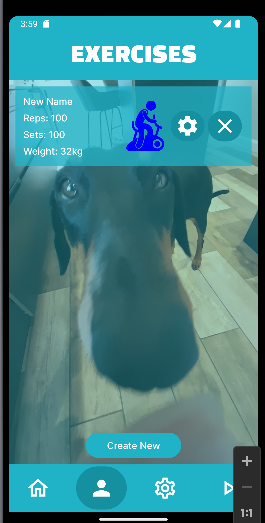 3:59
EXERCISES
New Name
Reps: 100
Sets: 100
Weight: 32kg
Create New
1:1